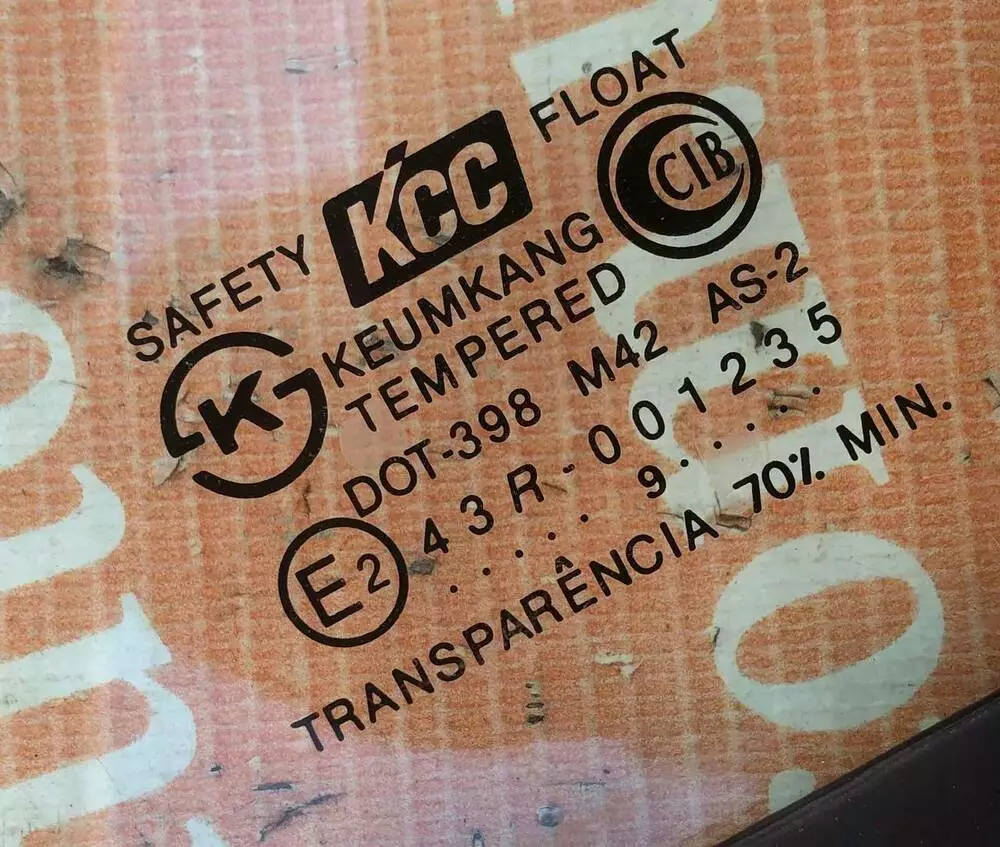 SAFETY KCC FLOAT
CIB
K KEUMKANG
TEMPERED
DOT-398 M42 AS-2
E2 43R-001235
. . . . . 9 . . . . .
TRANSPARÊNCIA 70% MIN.